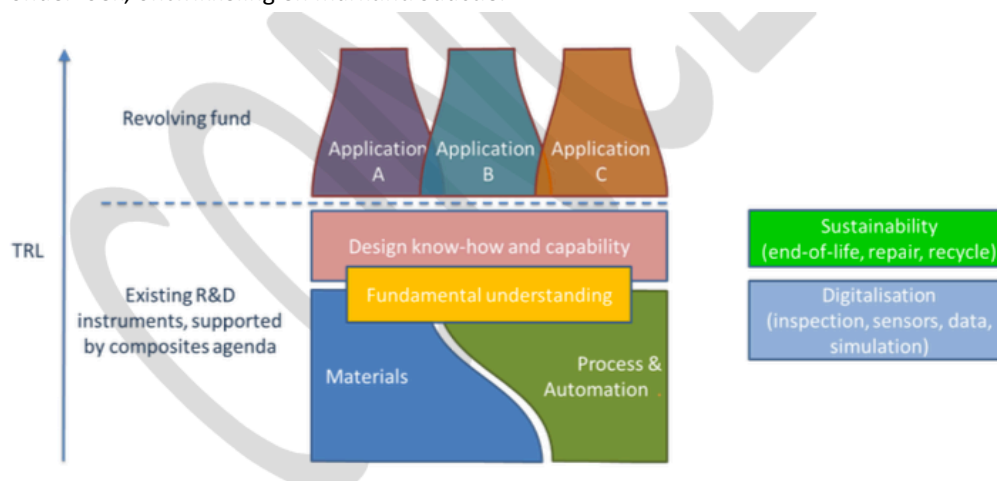 Revolving fund
Application
A
Application
B
Application
C
TRL
Design know-how and capability
Sustainability
(end-of-life, repair, recycle)
Fundamental understanding
Existing R&D
instruments, supported
by composites agenda
Digitalisation
(inspection, sensors, data,
simulation)
Materials
Process &
Automation